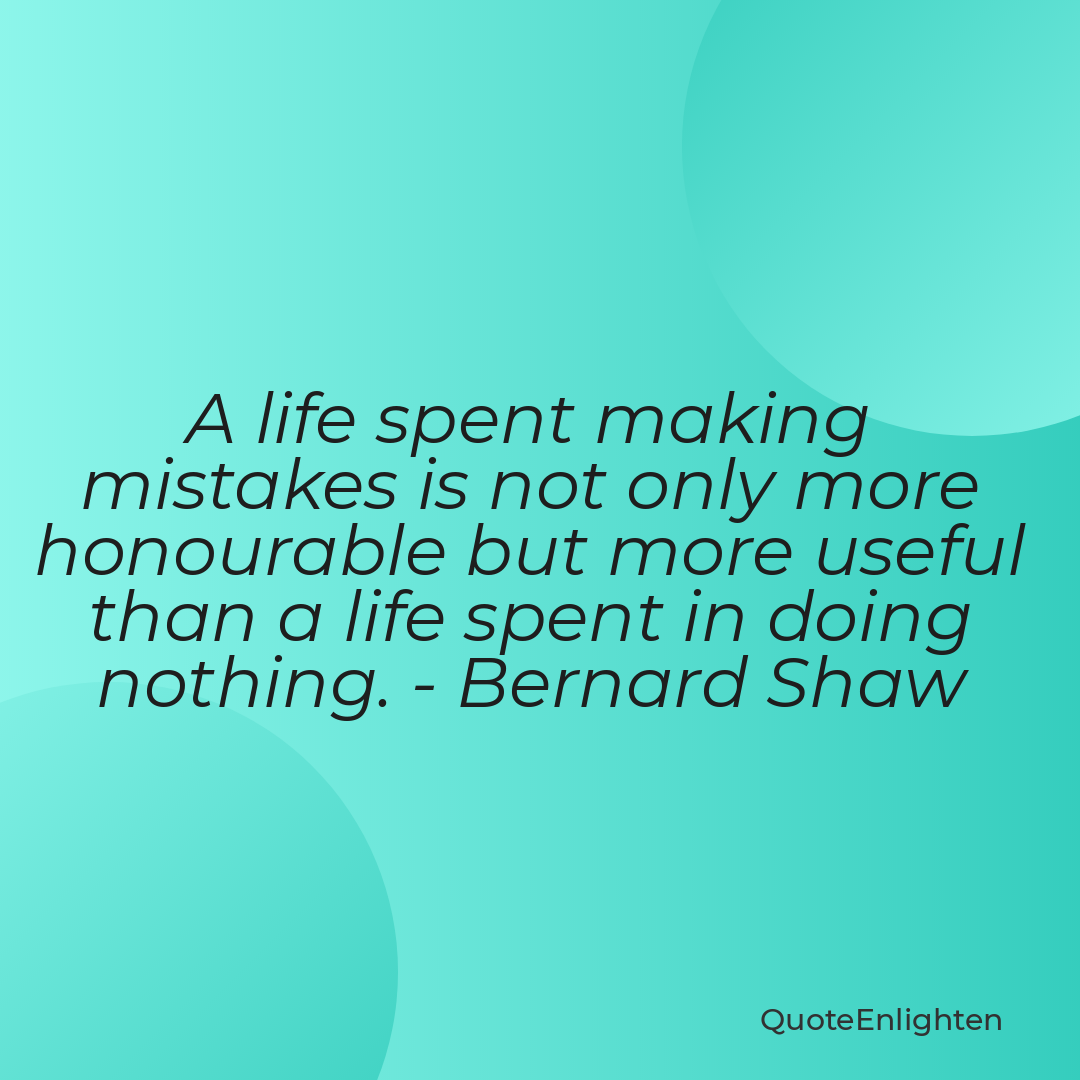 A life spent making
mistakes is not only more
honourable but more useful
than a life spent in doing
nothing. - Bernard Shaw
QuoteEnlighten